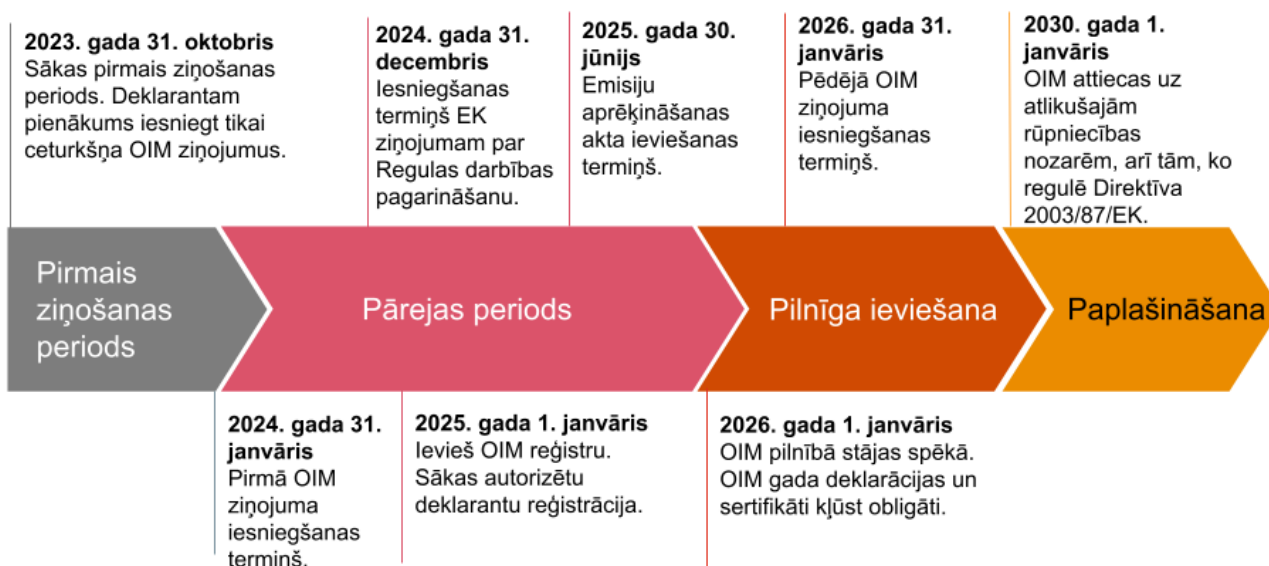 2023. gada 31. oktobris
Sākas pirmais ziņošanas
periods. Deklarantam
pienākums iesniegt tikai
ceturkšņa OIM ziņojumus.
2024. gada 31.
decembris
Iesniegšanas
termiņš EK
ziņojumam par
Regulas darbības
pagarināšanu.
2025. gada 30.
jūnijs
Emisiju
aprēķināšanas
akta ieviešanas
termiņš.
2026. gada 31.
janvāris
Pēdējā OIM
ziņojuma
iesniegšanas
termiņš.
2030. gada 1.
janvāris
OIM attiecas uz
atlikušajām
rūpniecības
nozarēm, arī tām, ko
regulē Direktīva
2003/87/EK.
Pirmais
ziņošanas
periods
Pārejas periods
Pilnīga ieviešana
Paplašināšana
2024. gada 31.
janvāris
Pirmā OIM
ziņojuma
iesniegšanas
termiņš.
2025. gada 1. janvāris
Ievieš OIM reģistru.
Sākas autorizētu
deklarantu reģistrācija.
2026. gada 1. janvāris
OIM pilnībā stājas spēkā.
OIM gada deklarācijas un
sertifikāti kļūst obligāti.